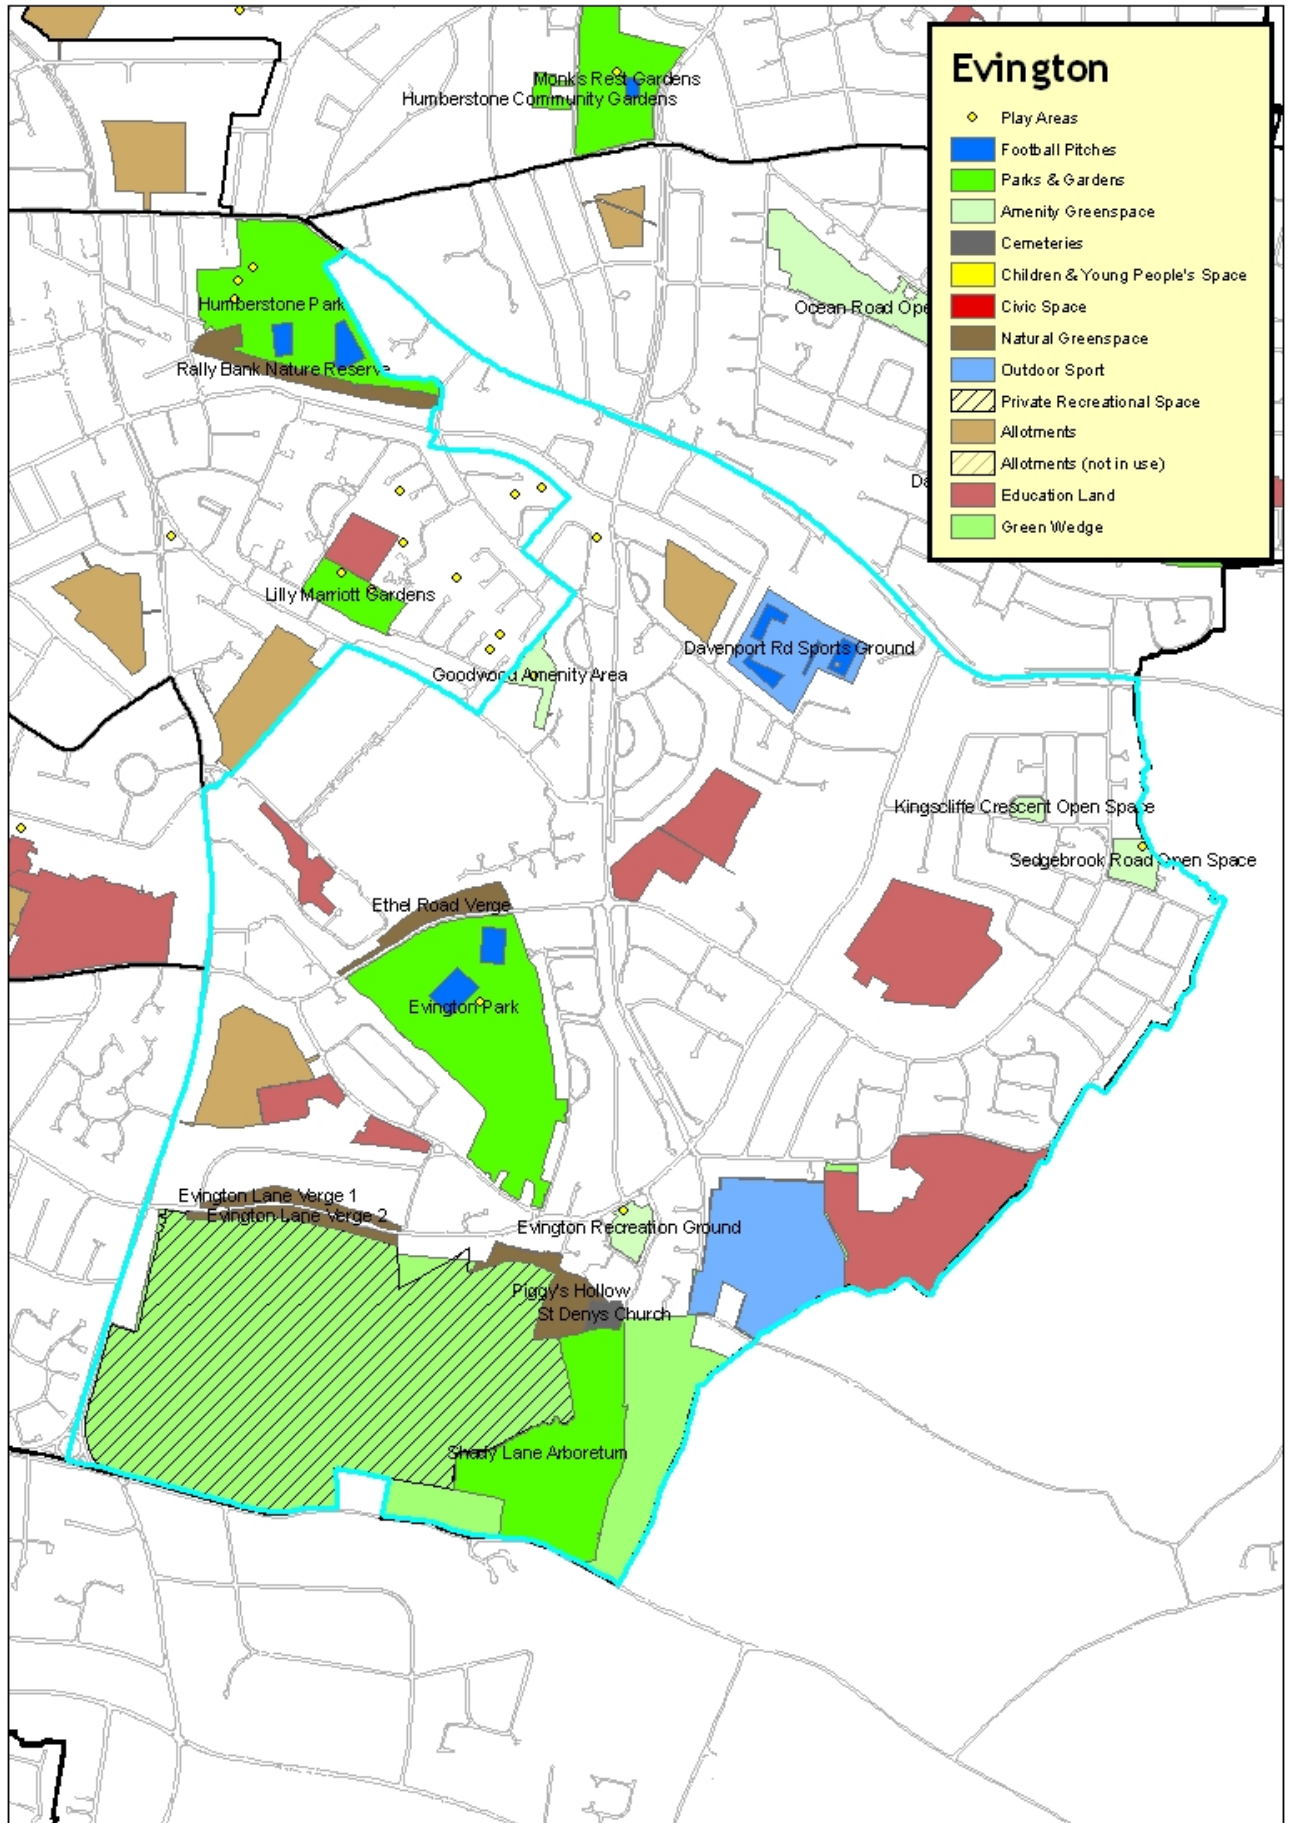 Evington
Play Areas
Football Pitches
Parks & Gardens
Amenity Greenspace
Cemeteries
Children & Young People's Space
Civic Space
Natural Greenspace
Outdoor Sport
Private Recreational Space
Allotments
Allotments (not in use)
Education Land
Green Wedge
Monk's Rest Gardens
Humberstone Community Gardens
Humberstone Park
Ocean Road Ope
Rally Bank Nature Reserve
Da
Lilly Marriott Gardens
Davenport Rd Sports Ground
Goodwood Amenity Area
Kingscliffe Crescent Open Space
Sedgebrook Road Open Space
Ethel Road Verge
Evington Park
Evington Lane Verge 1
Evington Lane Verge 2
Evington Recreation Ground
Piggy's Hollow
St Denys Church
Shady Lane Arboretum